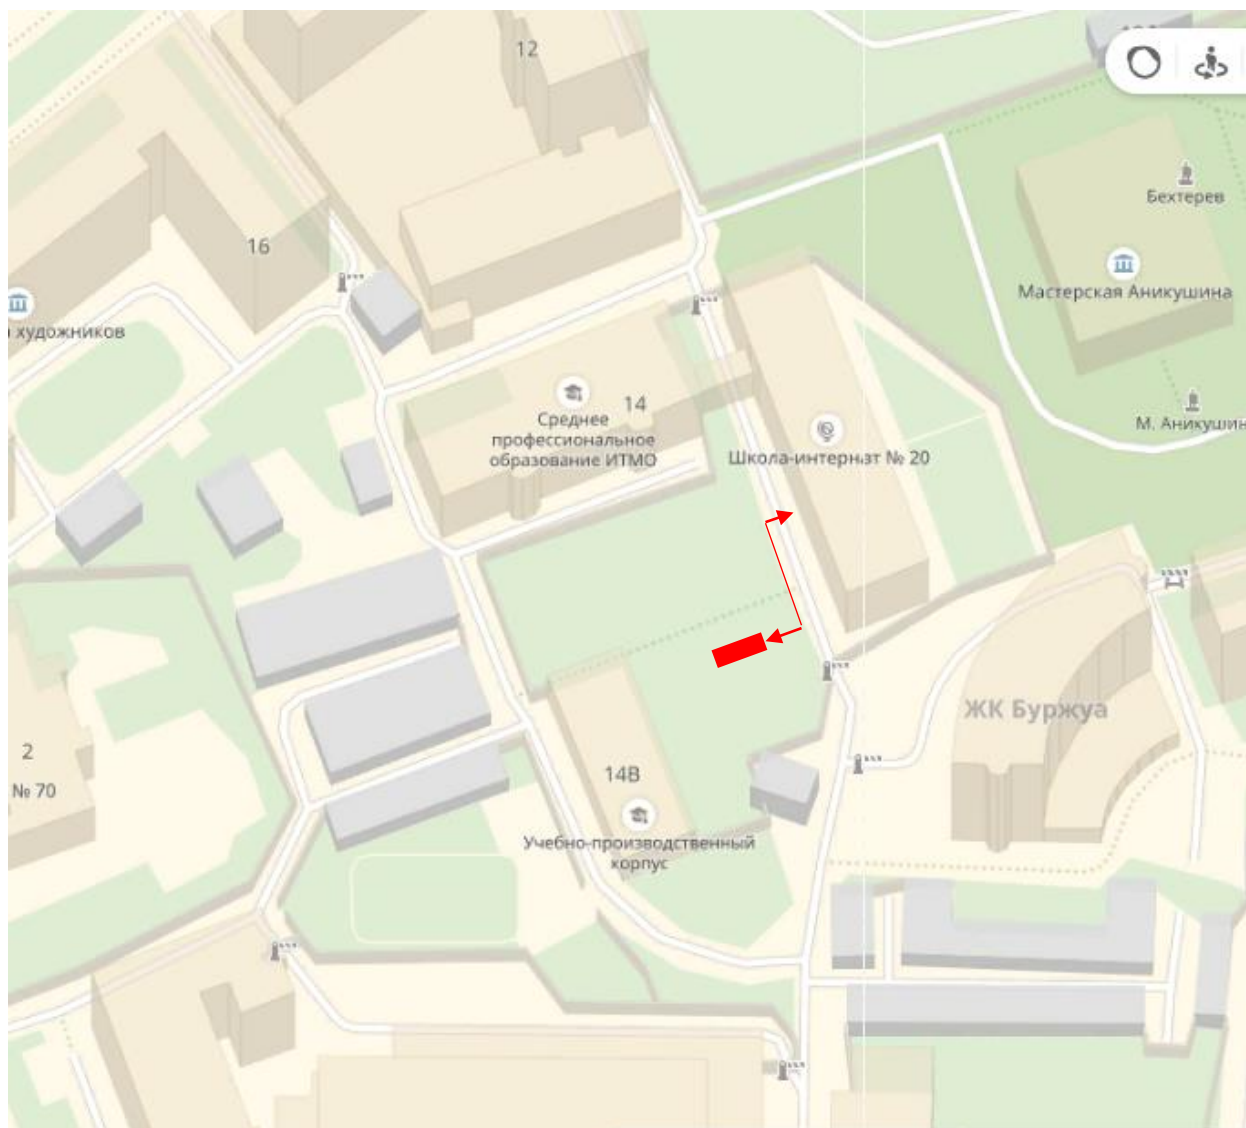 12
Бехтерев
16
Мастерская Аникушина
художников
14
Среднее
профессиональное
образование ИТМО
М. Аникушин
Школа-интернат № 20
ЖК Буржуа
2
14В
№ 70
Учебно-производственный
корпус